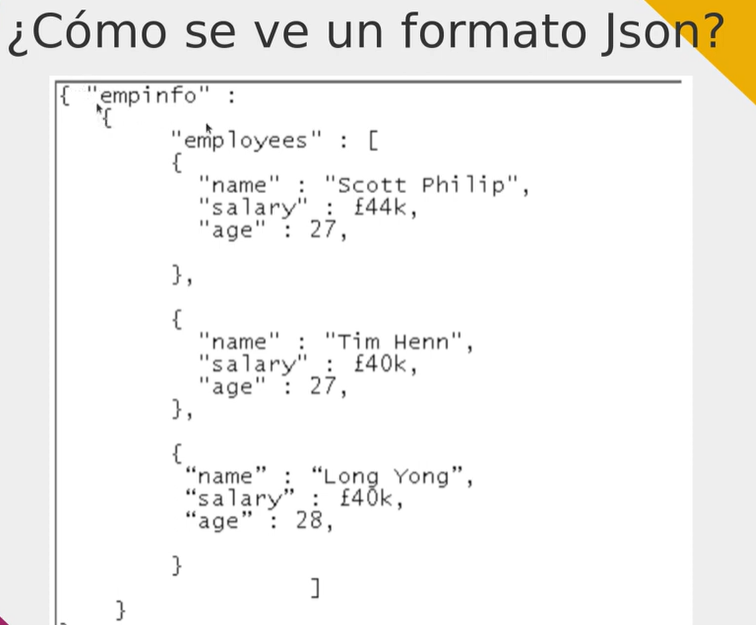 ¿Cómo se ve un formato Json?
{ "empinfo" :
{
"employees" : [
{
"name" : "Scott Philip",
"salary" : £44k,
"age" : 27,
},
{
"name" : "Tim Henn",
"salary" : £40k,
"age" : 27,
},
{
“name” : “Long Yong”,
“salary” : £40k,
“age” : 28,
}
]
}